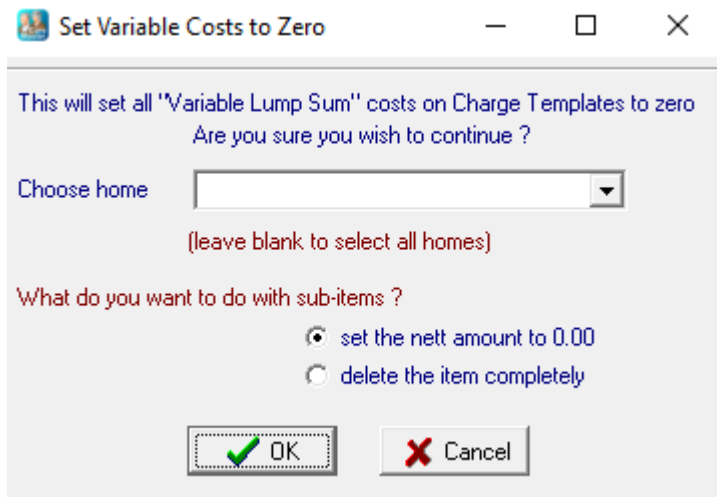 Set Variable Costs to Zero
This will set all "Variable Lump Sum" costs on Charge Templates to zero
Are you sure you wish to continue ?
Choose home
(leave blank to select all homes)
What do you want to do with sub-items ?
set the nett amount to 0.00
delete the item completely
OK Cancel